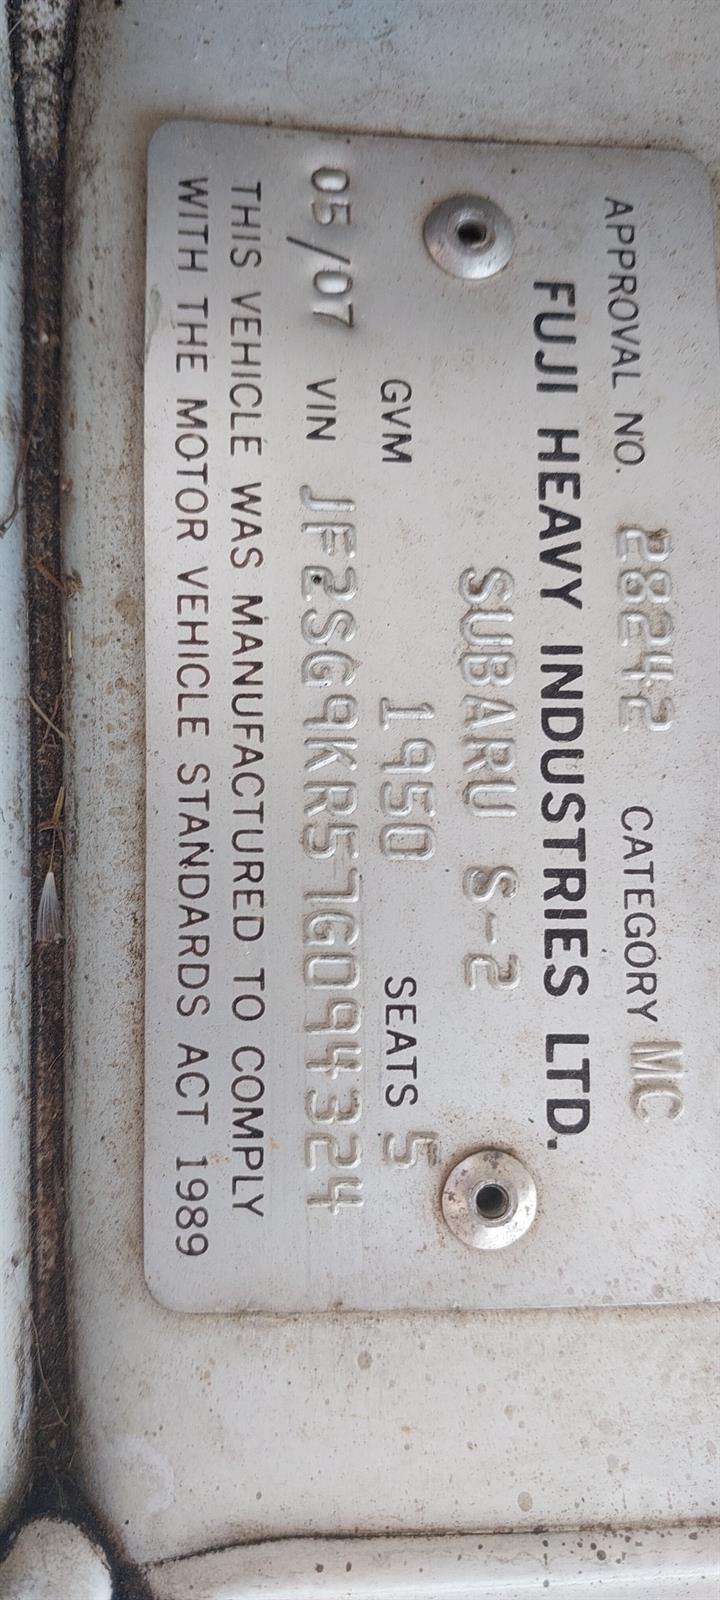 APPROVAL NO. 28242 CATEGORY MC
FUJI HEAVY INDUSTRIES LTD.
SUBARU S-2
GVM 1950 SEATS 5
05/07 VIN JF2SG9KR57G094324
THIS VEHICLE WAS MANUFACTURED TO COMPLY
WITH THE MOTOR VEHICLE STANDARDS ACT 1989